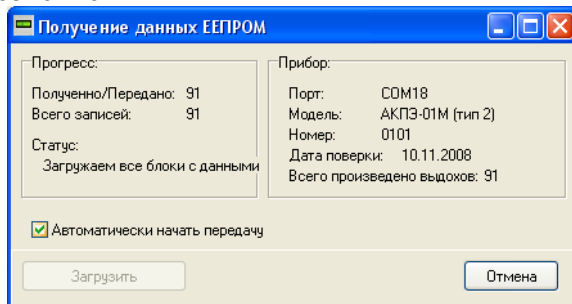 Получение данных ЕЕПРОМ
Прогресс:
Полученно/Передано: 91
Всего записей: 91
Статус:
Загружаем все блоки с данными
Прибор:
Порт: COM18
Модель: АКПЭ-01М (тип 2)
Номер: 0101
Дата поверки: 10.11.2008
Всего произведено выдохов: 91
Автоматически начать передачу
Загрузить
Отмена